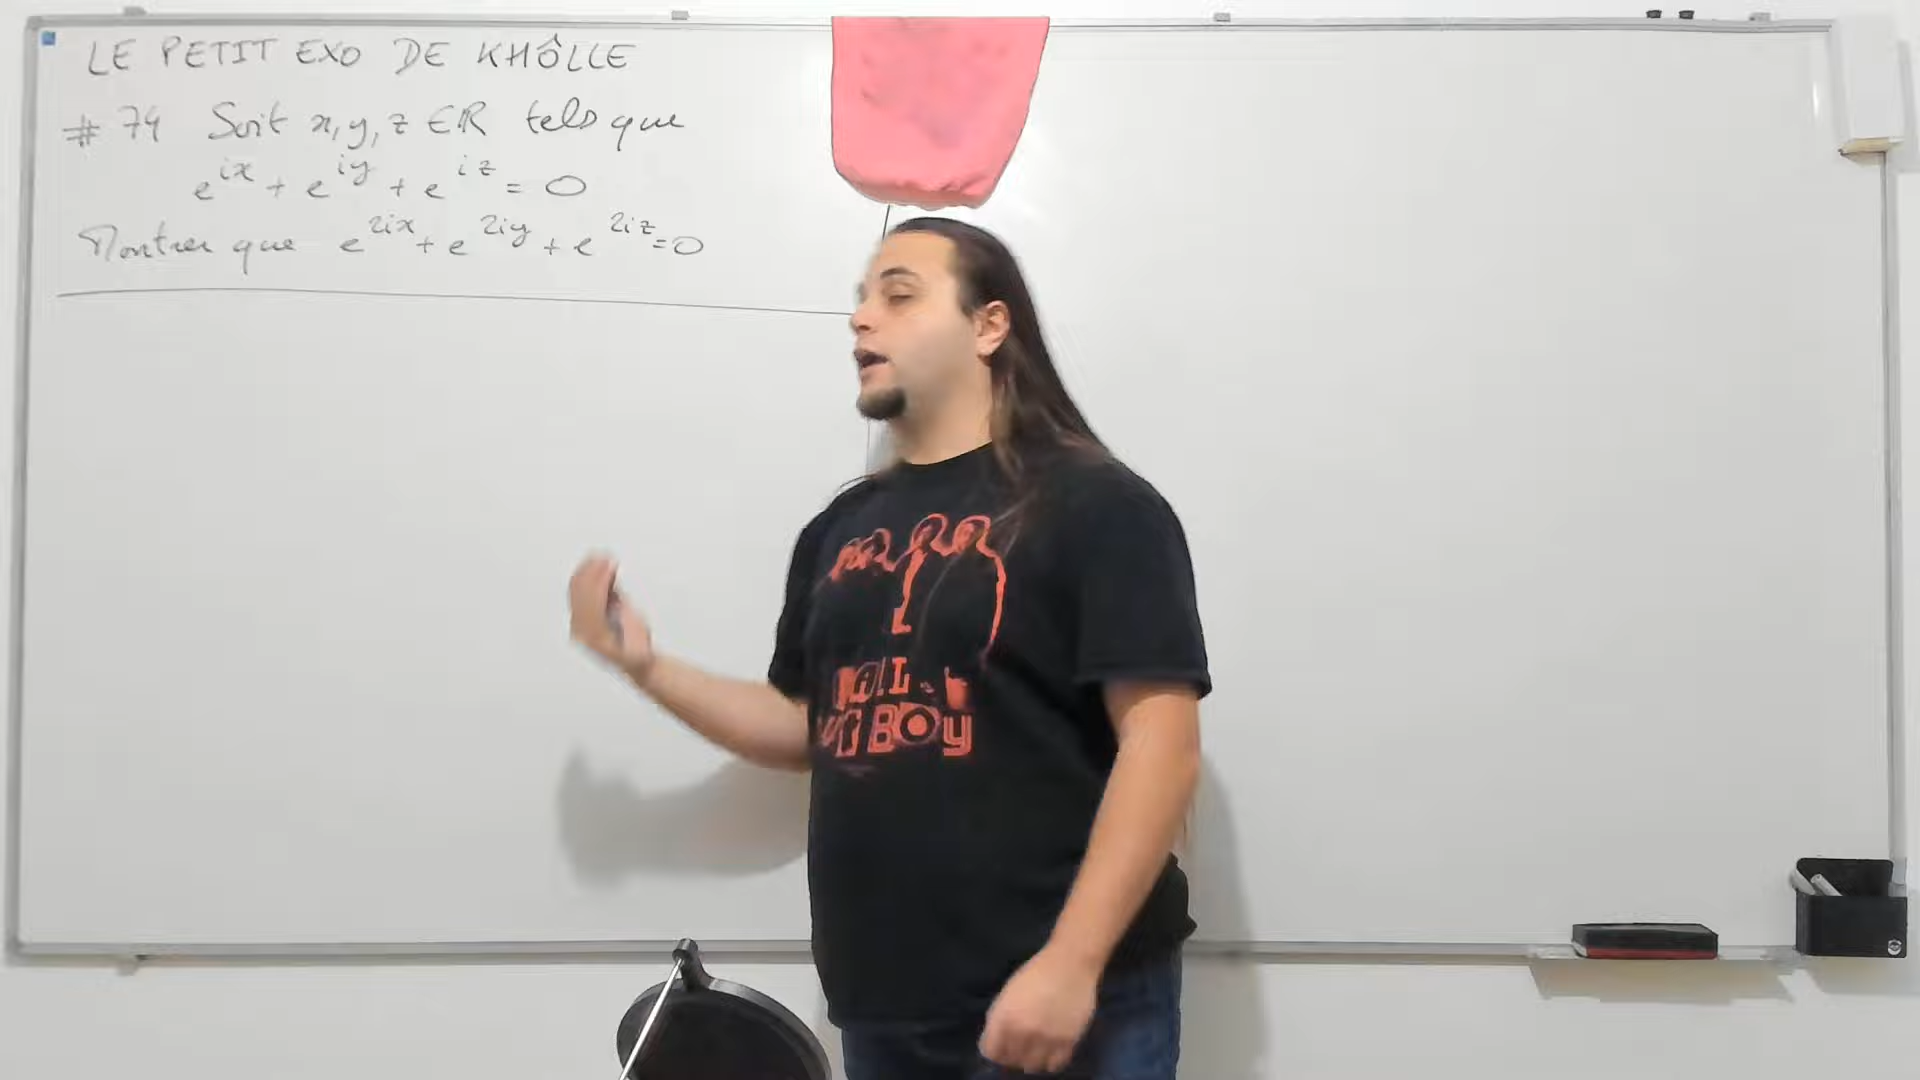 LE PETIT EXO DE KHÔLLE
# 74 Soit x, y, z ∈ ℝ tels que
e^{ix} + e^{iy} + e^{iz} = 0
Montrer que e^{2ix} + e^{2iy} + e^{2iz} = 0
BOY